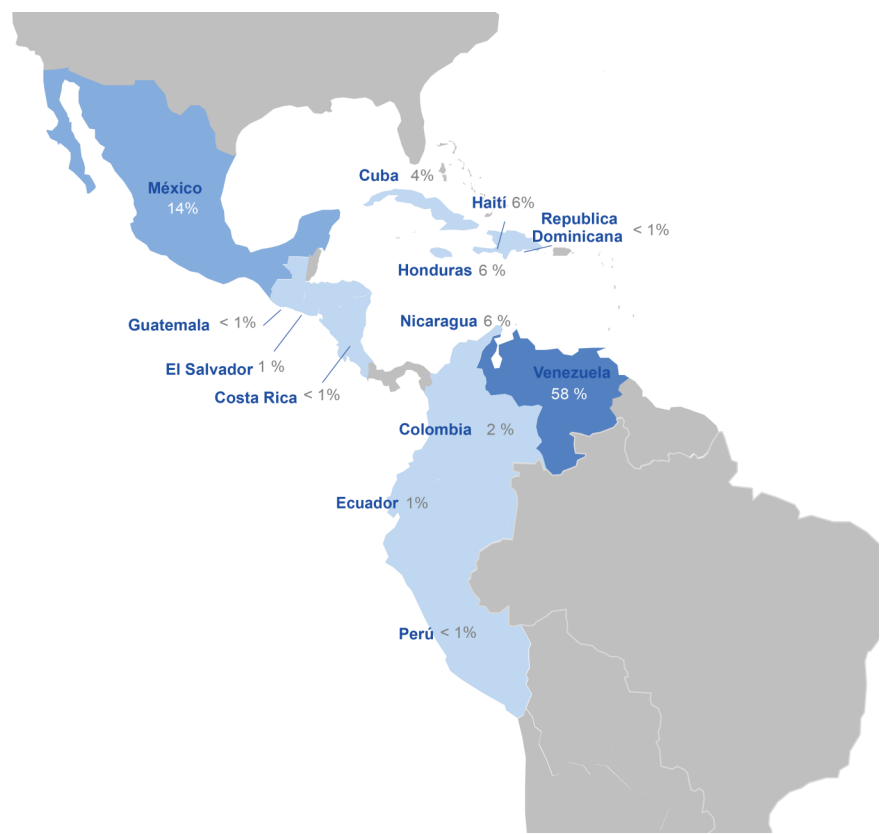 Cuba 4%
México
14%
Haití 6%
Republica
Dominicana < 1%
Honduras 6 %
Guatemala < 1%
Nicaragua 6 %
El Salvador 1 %
Venezuela
58 %
Costa Rica < 1%
Colombia 2 %
Ecuador 1%
Perú < 1%